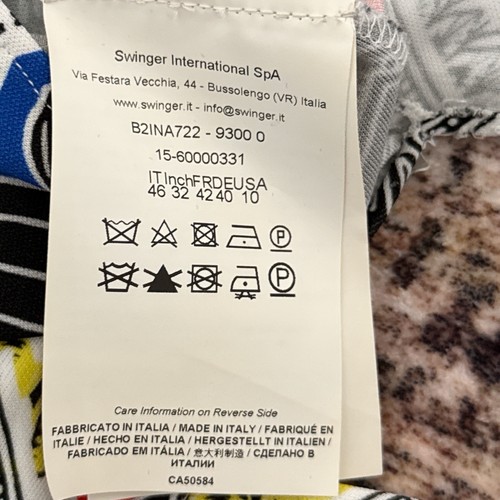 Swinger International SpA
Via Festara Vecchia, 44 - Bussolengo (VR) Italia
www.swinger.it - info@swinger.it
B2INA722 - 9300 0
15-60000331
IT Inch FR DE USA
46 32 42 40 10
P
P
Care Information on Reverse Side
FABBRICATO IN ITALIA / MADE IN ITALY / FABRIQUÉ EN
ITALIE / HECHO EN ITALIA / HERGESTELLT IN ITALIEN /
FABRICADO EM ITÁLIA / 意大利制造 / СДЕЛАНО В
ИТАЛИИ
CA50584